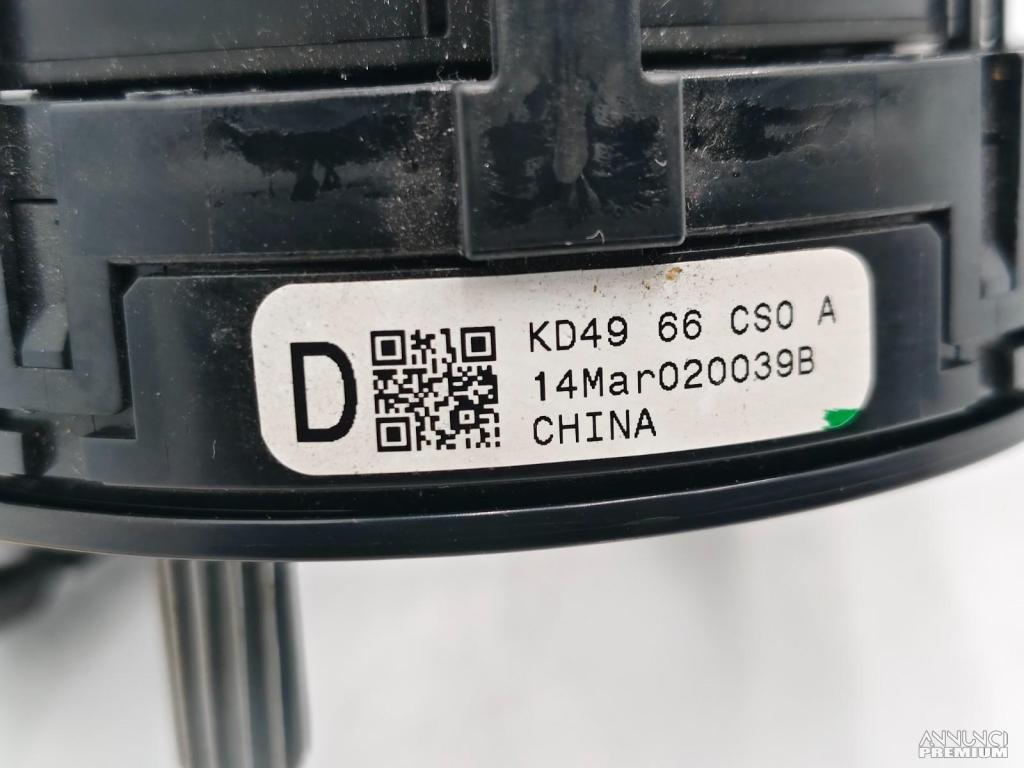 D
KD49 66 CS0 A
14Mar020039B
CHINA
ANNUNCI
PREMIUM